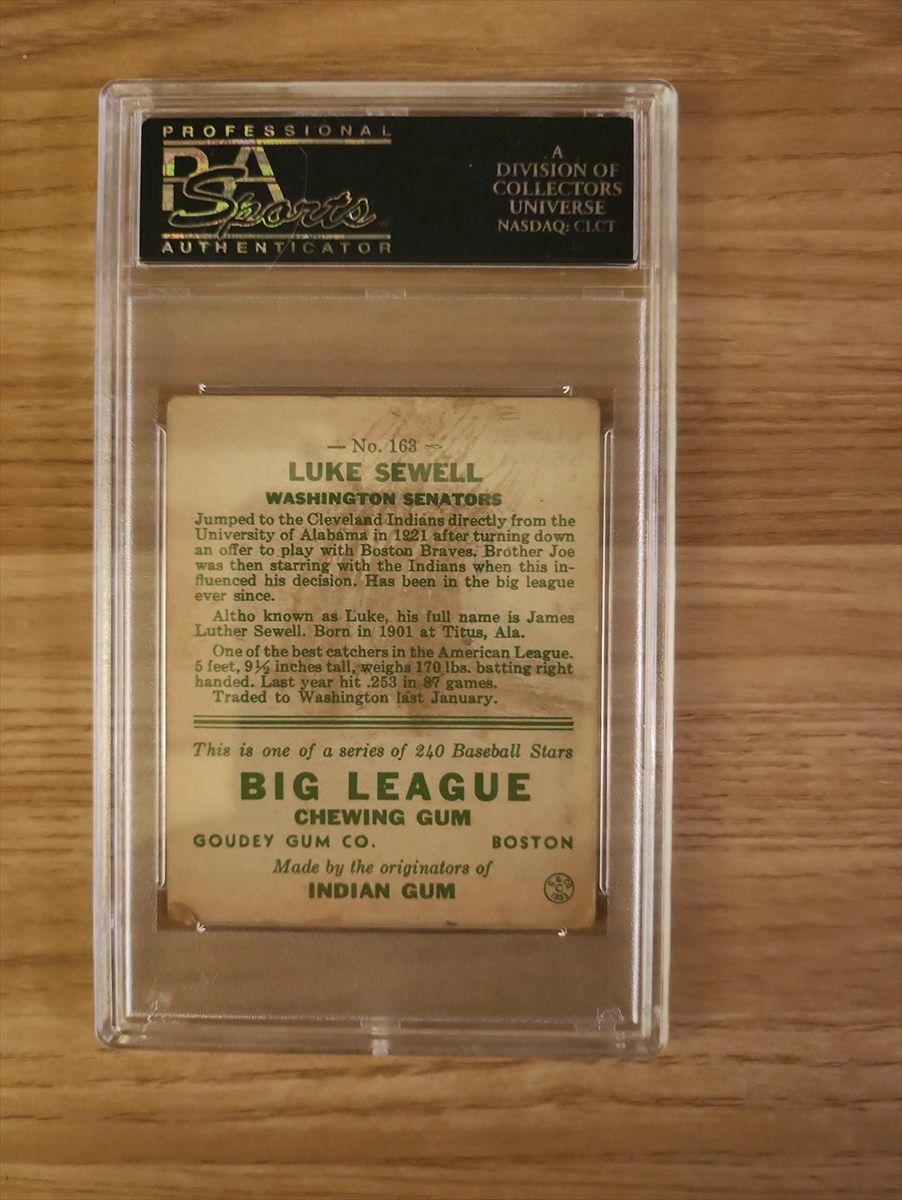 PROFESSIONAL
PSA
Sports
AUTHENTICATOR
A
DIVISION OF
COLLECTORS
UNIVERSE
NASDAQ: CLCT
— No. 163 —
LUKE SEWELL
WASHINGTON SENATORS
Jumped to the Cleveland Indians directly from the
University of Alabama in 1921 after turning down
an offer to play with Boston Braves. Brother Joe
was then starring with the Indians when this in-
fluenced his decision. Has been in the big league
ever since.
Altho known as Luke, his full name is James
Luther Sewell. Born in 1901 at Titus, Ala.
One of the best catchers in the American League.
5 feet, 9½ inches tall, weighs 170 lbs. batting right
handed. Last year hit .253 in 87 games.
Traded to Washington last January.
This is one of a series of 240 Baseball Stars
BIG LEAGUE
CHEWING GUM
GOUDEY GUM CO. BOSTON
Made by the originators of
INDIAN GUM
C